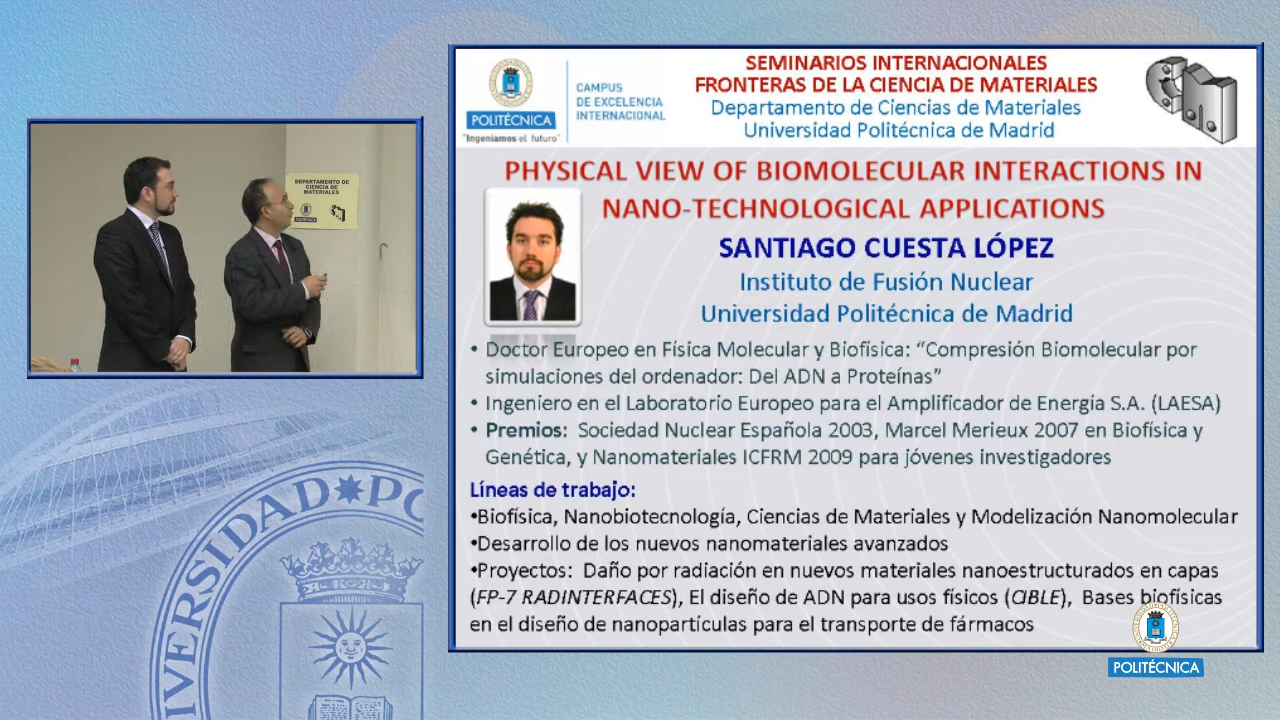 DEPARTAMENTO DE
CIENCIA DE
MATERIALES
POLITÉCNICA
CAMPUS
DE EXCELENCIA
INTERNACIONAL
"Ingeniamos el futuro"
SEMINARIOS INTERNACIONALES
FRONTERAS DE LA CIENCIA DE MATERIALES
Departamento de Ciencias de Materiales
Universidad Politécnica de Madrid
PHYSICAL VIEW OF BIOMOLECULAR INTERACTIONS IN
NANO-TECHNOLOGICAL APPLICATIONS
SANTIAGO CUESTA LÓPEZ
Instituto de Fusión Nuclear
Universidad Politécnica de Madrid
• Doctor Europeo en Física Molecular y Biofísica: “Compresión Biomolecular por
simulaciones del ordenador: Del ADN a Proteínas”
• Ingeniero en el Laboratorio Europeo para el Amplificador de Energía S.A. (LAESA)
• Premios: Sociedad Nuclear Española 2003, Marcel Merieux 2007 en Biofísica y
Genética, y Nanomateriales ICFRM 2009 para jóvenes investigadores
Líneas de trabajo:
•Biofísica, Nanobiotecnología, Ciencias de Materiales y Modelización Nanomolecular
•Desarrollo de los nuevos nanomateriales avanzados
•Proyectos: Daño por radiación en nuevos materiales nanoestructurados en capas
(FP-7 RADINTERFACES), El diseño de ADN para usos físicos (CIBLE), Bases biofísicas
en el diseño de nanopartículas para el transporte de fármacos
POLITÉCNICA